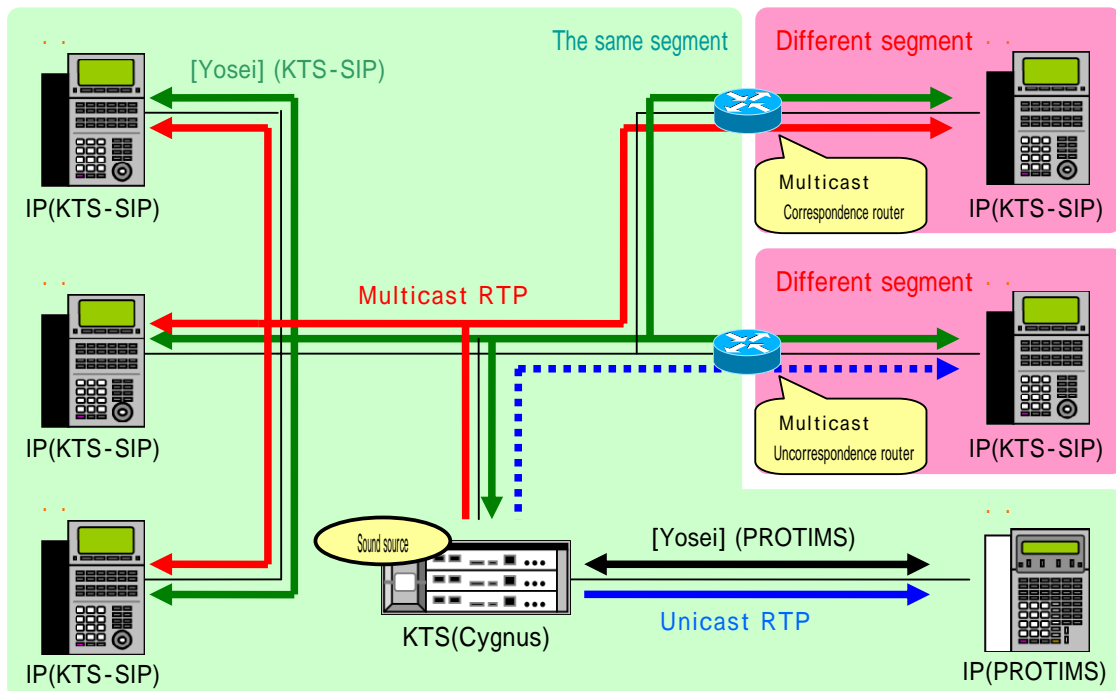 The same segment
Different segment
[Yosei] (KTS-SIP)
IP(KTS-SIP)
Multicast
Correspondence router
IP(KTS-SIP)
Different segment
Multicast RTP
IP(KTS-SIP)
Multicast
Uncorrespondence router
IP(KTS-SIP)
Sound source
[Yosei] (PROTIMS)
Unicast RTP
KTS(Cygnus)
IP(KTS-SIP)
IP(PROTIMS)